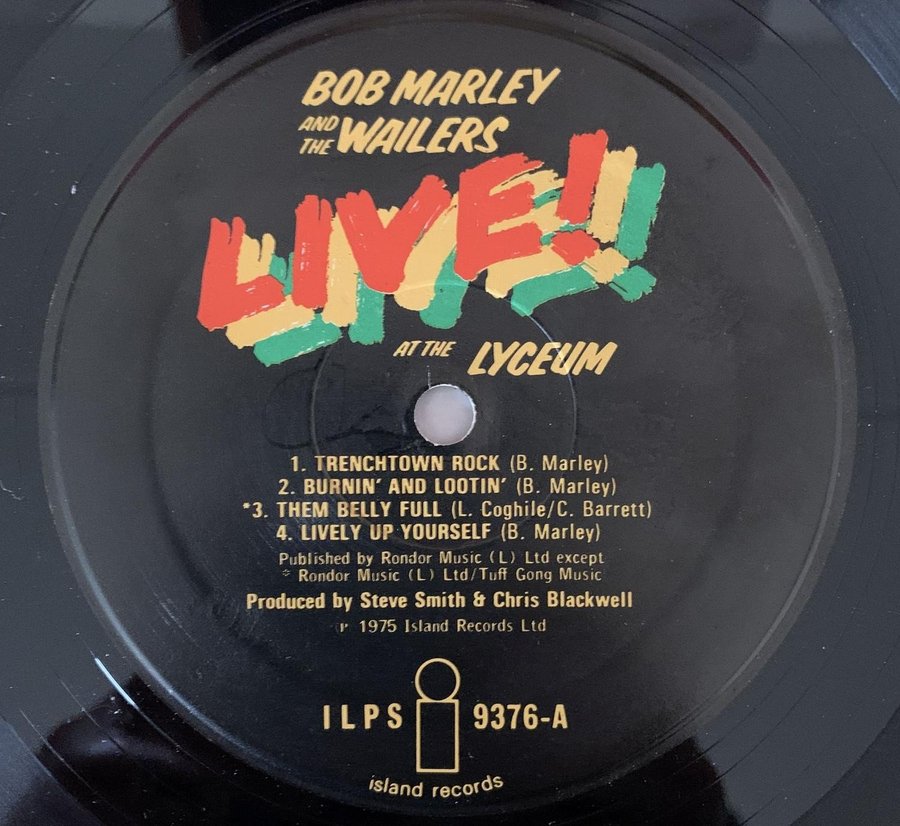 BOB MARLEY
AND THE WAILERS
LIVE!
AT THE LYCEUM
1. TRENCHTOWN ROCK (B. Marley)
2. BURNIN' AND LOOTIN' (B. Marley)
*3. THEM BELLY FULL (L. Coghile/C. Barrett)
4. LIVELY UP YOURSELF (B. Marley)
Published by Rondor Music (L) Ltd except
* Rondor Music (L) Ltd/Tuff Gong Music
Produced by Steve Smith & Chris Blackwell
℗ 1975 Island Records Ltd
ILPS 9376-A
island records